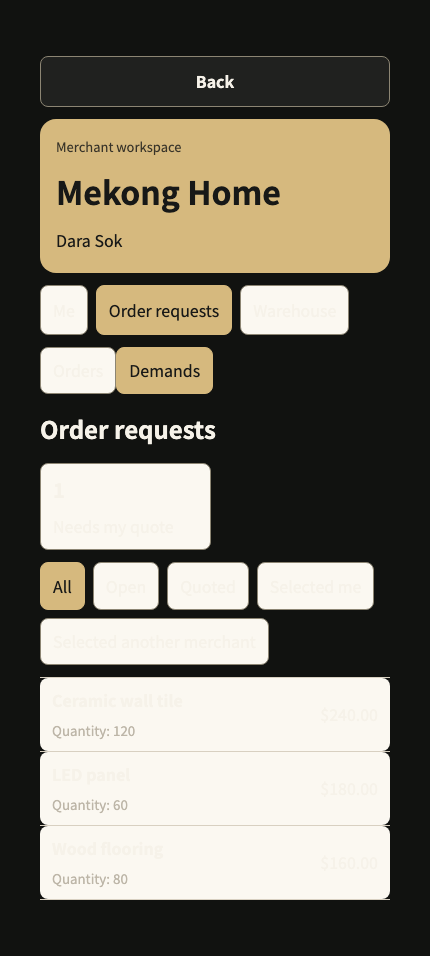 Back
Merchant workspace
Mekong Home
Dara Sok
Me
Order requests
Warehouse
Orders
Demands
Order requests
1
Needs my quote
All
Open
Quoted
Selected me
Selected another merchant
Ceramic wall tile
$240.00
Quantity: 120
LED panel
$180.00
Quantity: 60
Wood flooring
$160.00
Quantity: 80